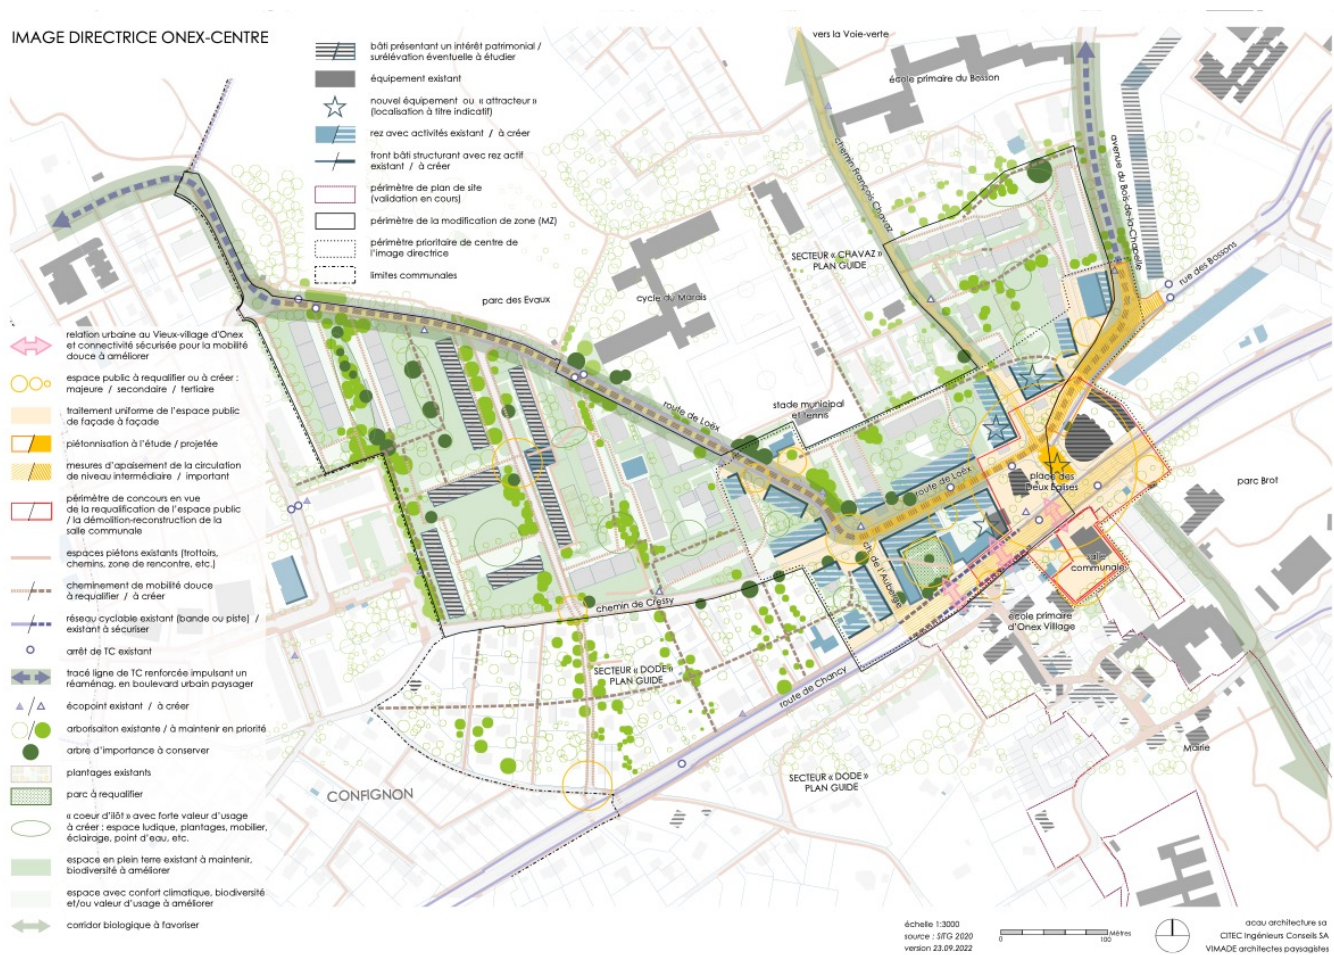 IMAGE DIRECTRICE ONEX-CENTRE
bâti présentant un intérêt patrimonial /
surélévation éventuelle à étudier
équipement existant
nouvel équipement ou « attracteur »
(localisation à titre indicatif)
rez avec activités existant / à créer
front bâti structurant avec rez actif
existant / à créer
périmètre de plan de site
(validation en cours)
périmètre de la modification de zone (MZ)
périmètre prioritaire de centre de
l'image directrice
limites communales
relation urbaine au Vieux-village d'Onex
et connectivité sécurisée pour la mobilité
douce à améliorer
espace public à requalifier ou à créer :
majeure / secondaire / tertiaire
traitement uniforme de l'espace public
de façade à façade
piétonnisation à l'étude / projetée
mesures d'apaisement de la circulation
de niveau intermédiaire / important
périmètre de concours en vue
de la requalification de l'espace public
/ la démolition-reconstruction de la
salle communale
espaces piétons existants (trottoirs,
chemins, zone de rencontre, etc.)
cheminement de mobilité douce
à requalifier / à créer
réseau cyclable existant (bande ou piste) /
existant à sécuriser
arrêt de TC existant
tracé ligne de TC renforcée impulsant un
réaménag. en boulevard urbain paysager
écopoint existant / à créer
arborisaiton existante / à maintenir en priorité
arbre d'importance à conserver
plantages existants
parc à requalifier
« coeur d'îlôt » avec forte valeur d'usage
à créer : espace ludique, plantages, mobilier,
éclairage, point d'eau, etc.
espace en plein terre existant à maintenir,
biodiversité à améliorer
espace avec confort climatique, biodiversité
et/ou valeur d'usage à améliorer
corridor biologique à favoriser
vers la Voie-verte
école primaire du Bosson
chemin François Chavaz
avenue du Bois-de-la-Chapelle
rue des Bossons
SECTEUR « CHAVAZ »
PLAN GUIDE
parc des Evaux
cycle du Marais
route de Loëx
stade municipal
et tennis
route de Loëx
place des
Deux Eglises
parc Brot
salle
communale
ch. de l'Aubépine
école primaire
d'Onex Village
chemin de Cressy
SECTEUR « DODE »
PLAN GUIDE
route de Chancy
Mairie
SECTEUR « DODE »
PLAN GUIDE
CONFIGNON
échelle 1:3000
source : SITG 2020
version 23.09.2022
0
100
Mètres
acau architecture sa
CITEC Ingénieurs Conseils SA
VIMADE architectes paysagistes